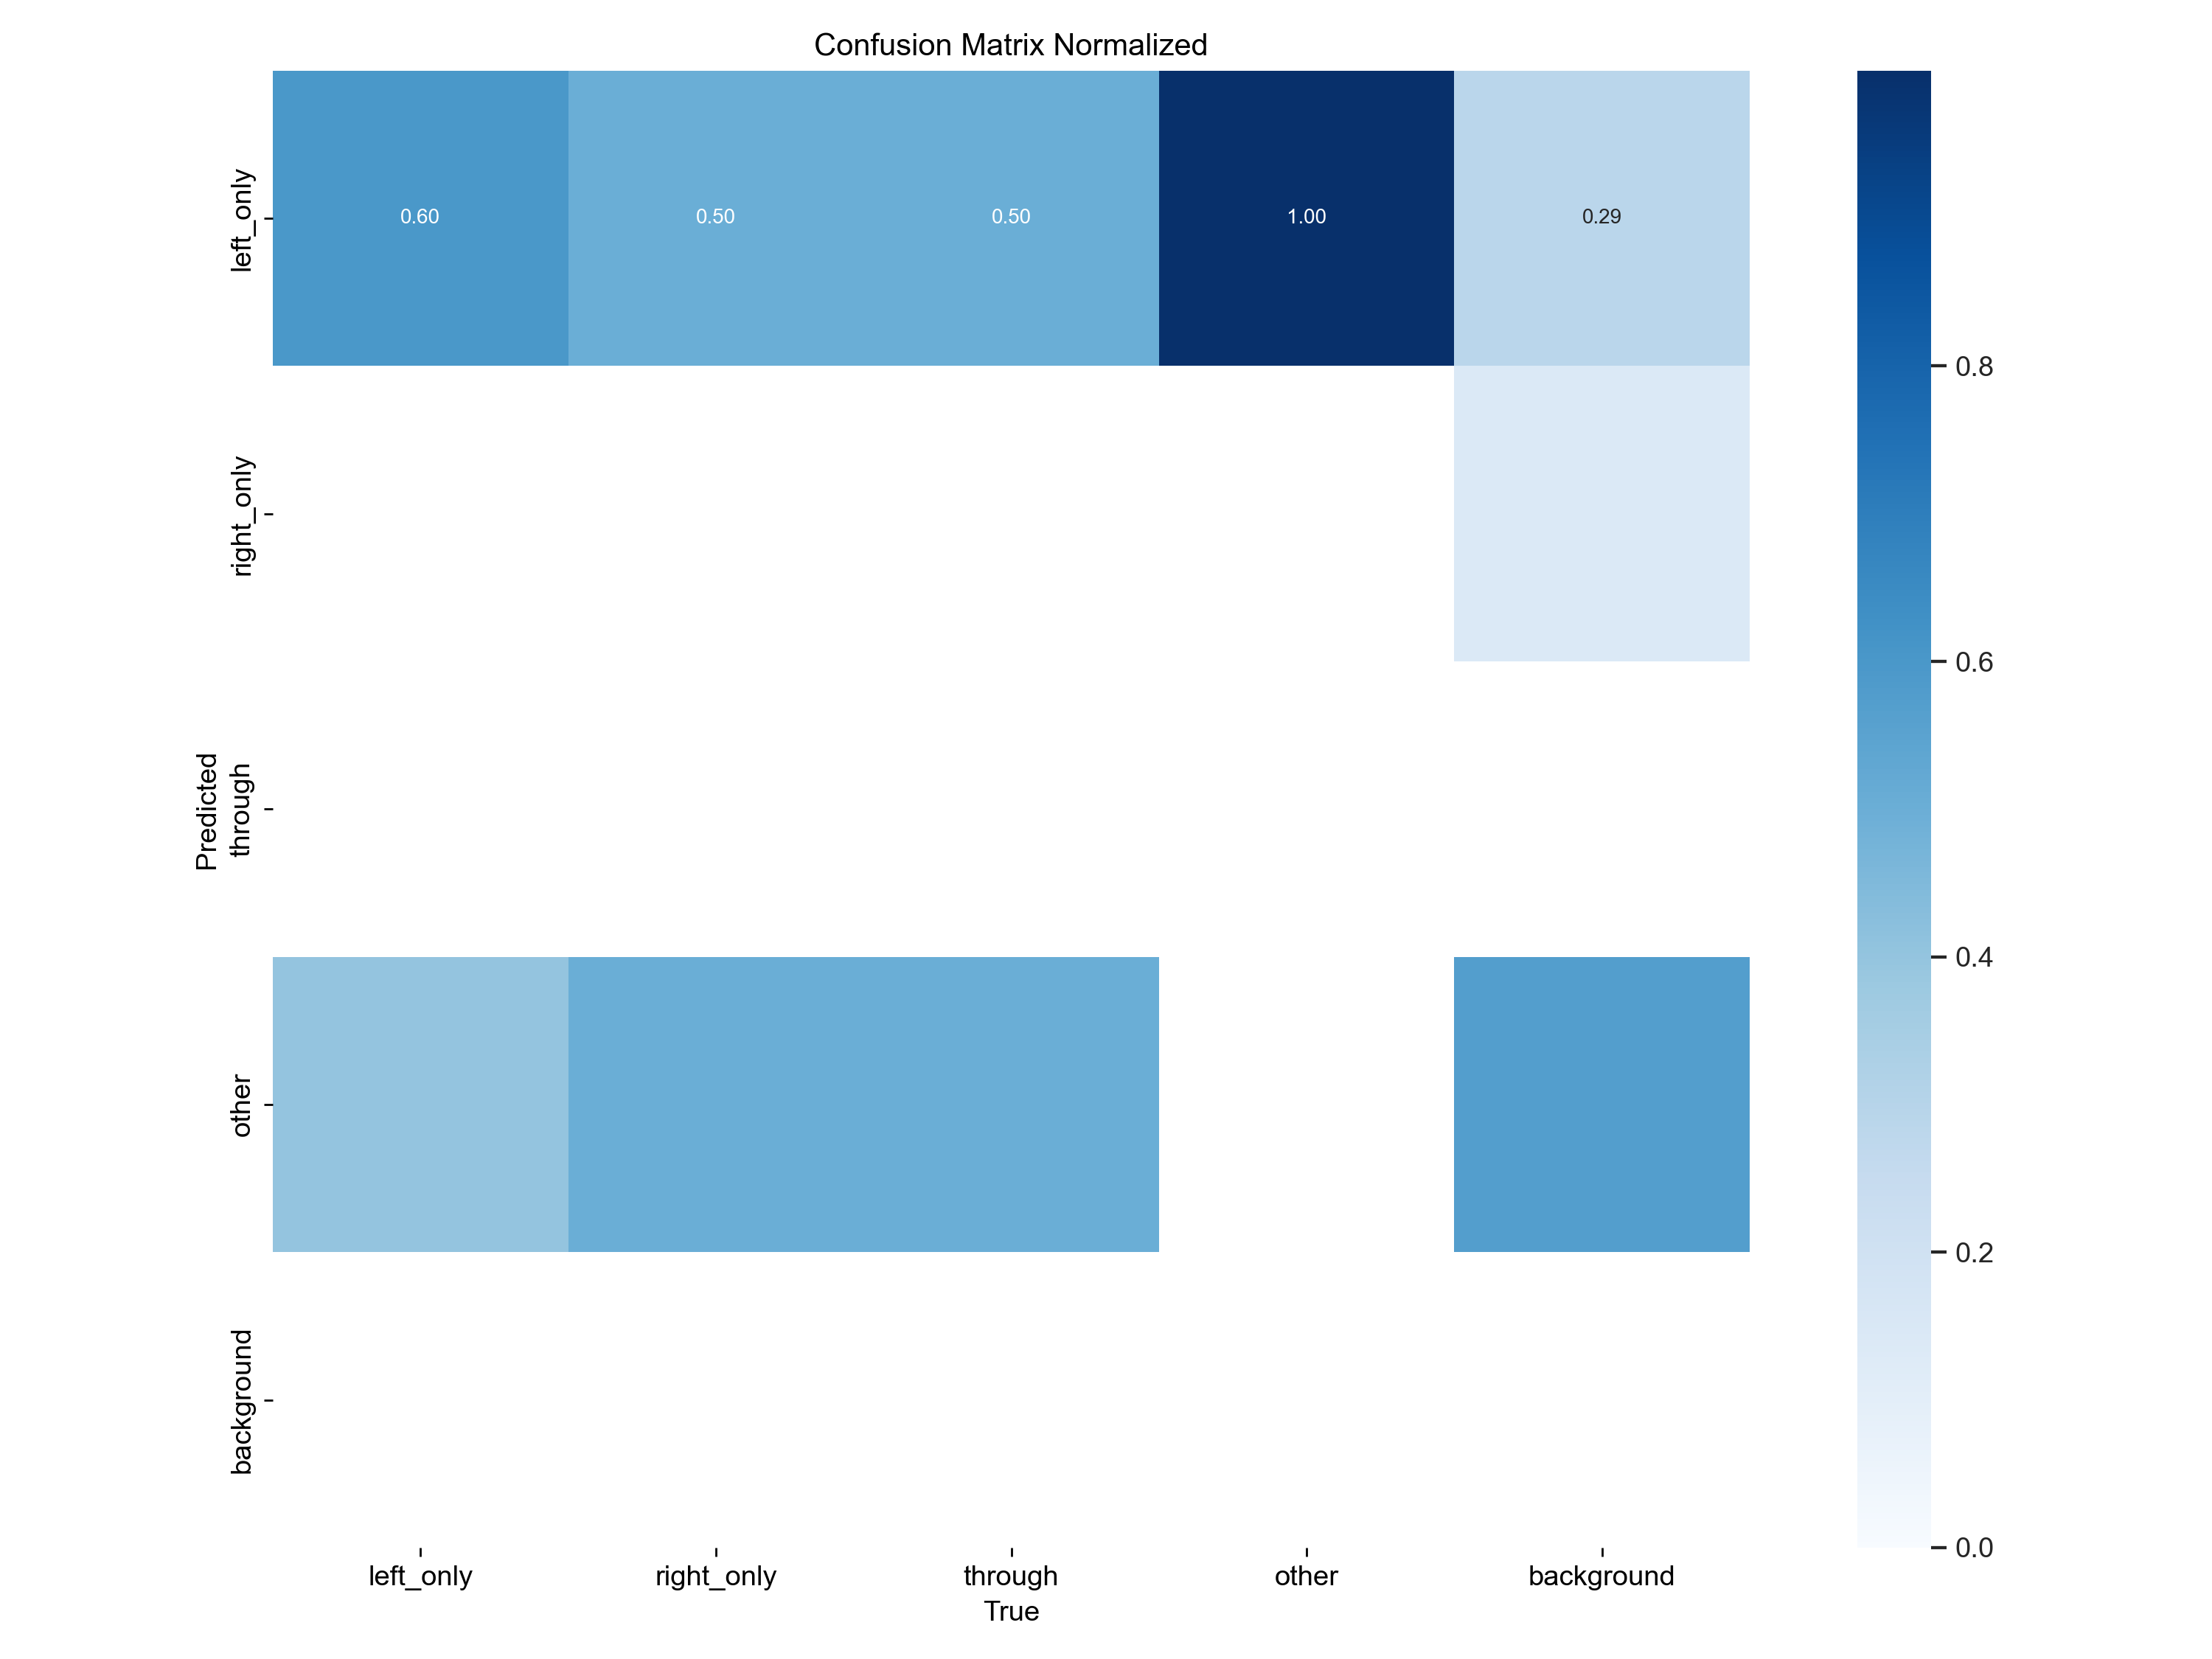 Confusion Matrix Normalized
left_only
0.60 0.50 0.50 1.00 0.29
right_only
Predicted
through
other
background
left_only right_only through other background
True
0.8
0.6
0.4
0.2
0.0